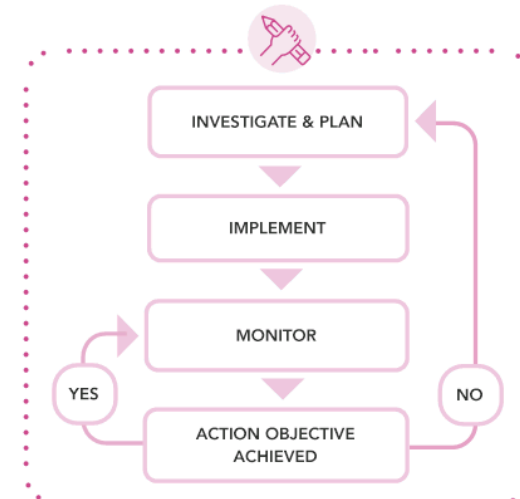 INVESTIGATE & PLAN
IMPLEMENT
MONITOR
YES
NO
ACTION OBJECTIVE
ACHIEVED